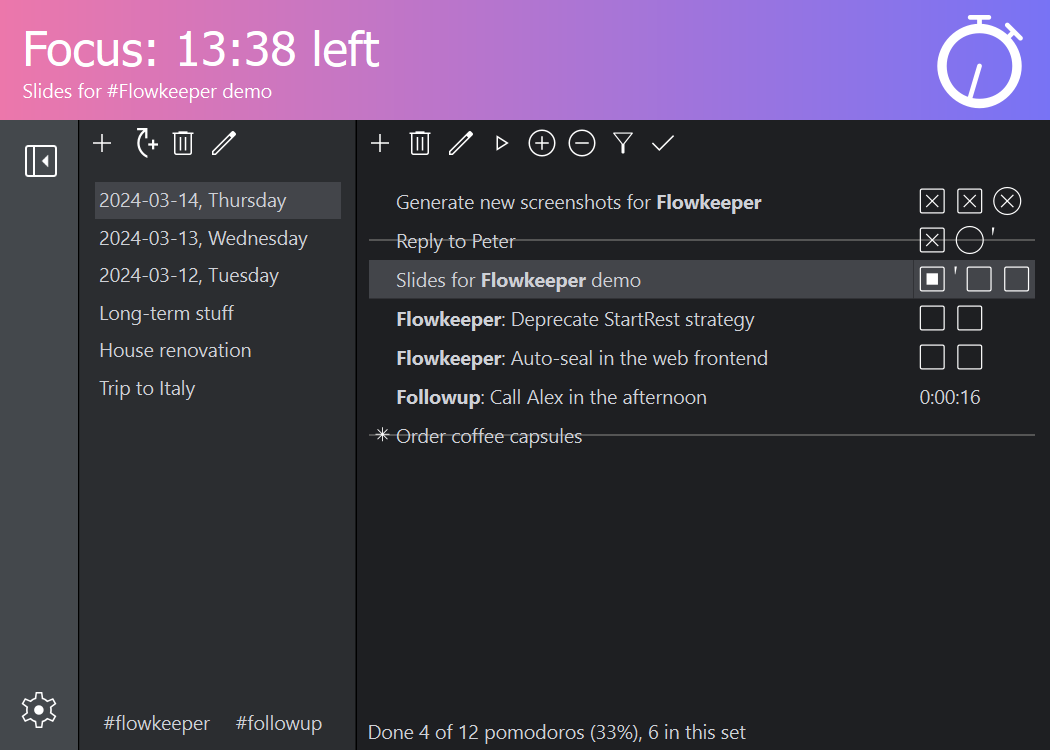 Focus: 13:38 left
Slides for #Flowkeeper demo
2024-03-14, Thursday
2024-03-13, Wednesday
2024-03-12, Tuesday
Long-term stuff
House renovation
Trip to Italy
#flowkeeper #followup
Generate new screenshots for Flowkeeper
Reply to Peter '
Slides for Flowkeeper demo '
Flowkeeper: Deprecate StartRest strategy
Flowkeeper: Auto-seal in the web frontend
Followup: Call Alex in the afternoon 0:00:16
Order coffee capsules
Done 4 of 12 pomodoros (33%), 6 in this set